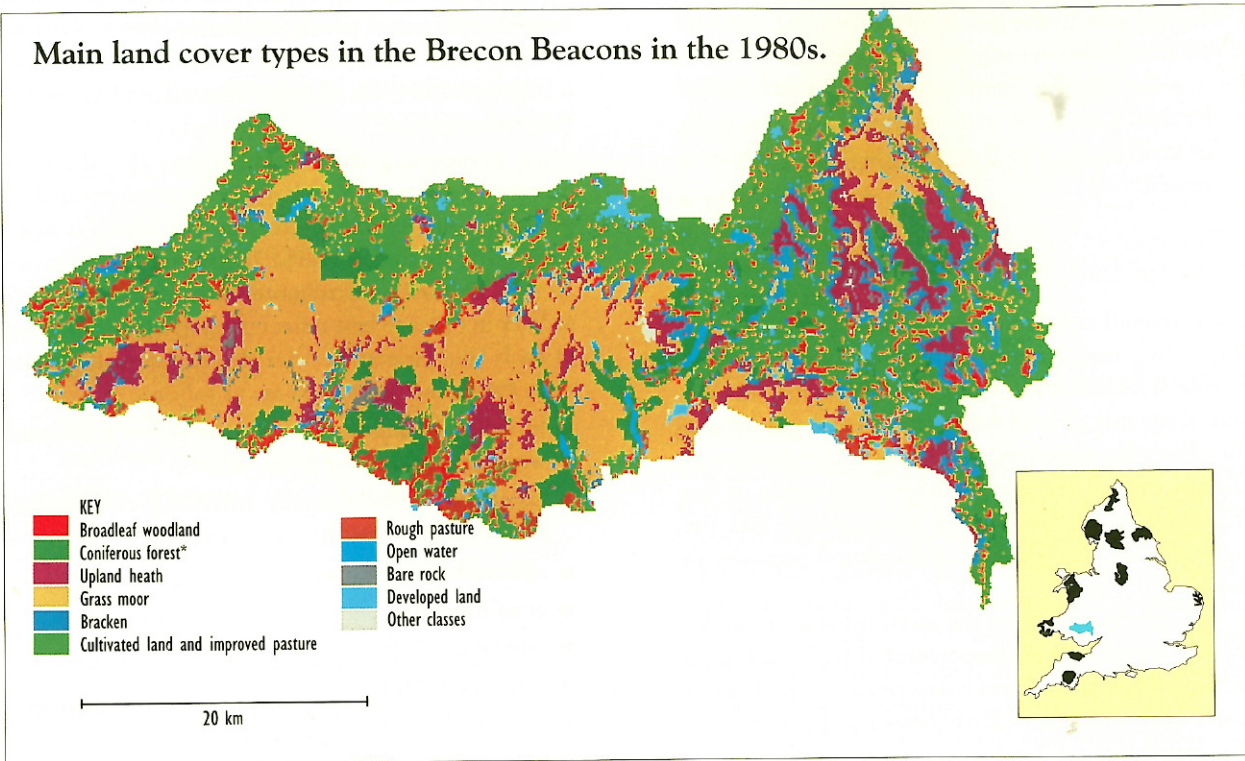 Main land cover types in the Brecon Beacons in the 1980s.
KEY
Broadleaf woodland
Coniferous forest*
Upland heath
Grass moor
Bracken
Cultivated land and improved pasture
Rough pasture
Open water
Bare rock
Developed land
Other classes
20 km